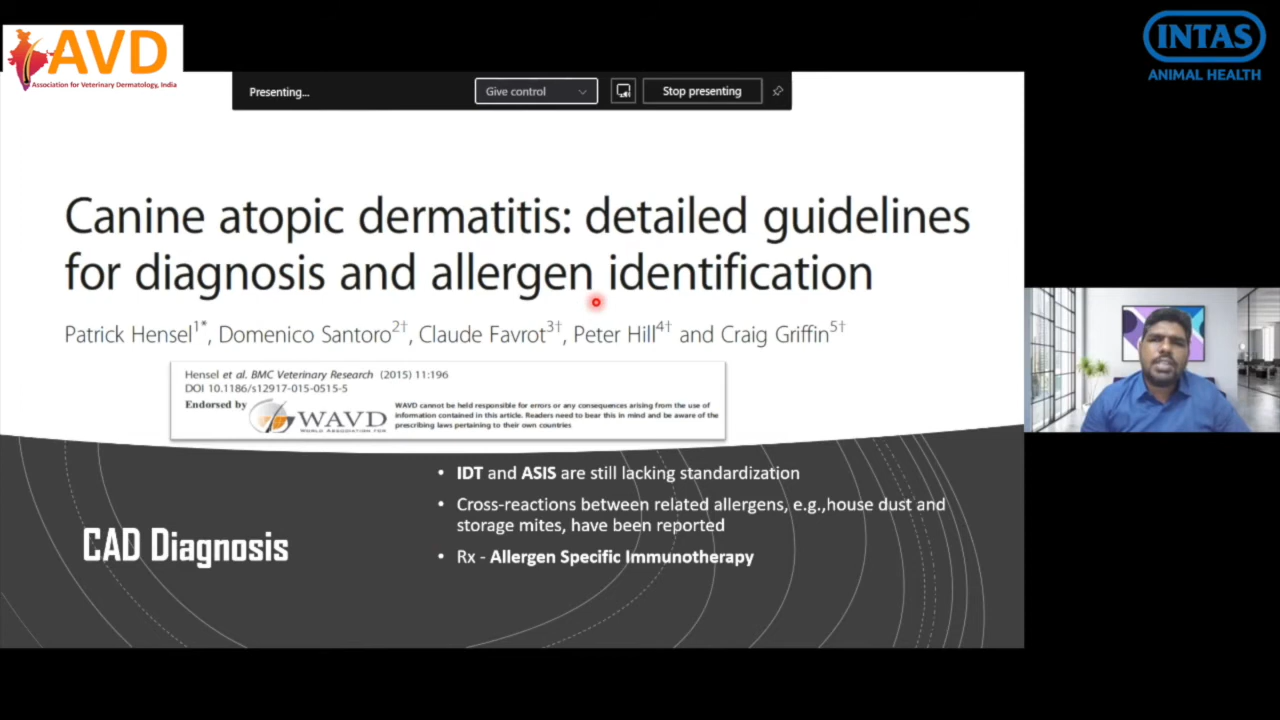 AVD
Association for Veterinary Dermatology, India
INTAS
ANIMAL HEALTH
Presenting...
Give control
Stop presenting
Canine atopic dermatitis: detailed guidelines
for diagnosis and allergen identification
Patrick Hensel1*, Domenico Santoro2†, Claude Favrot3†, Peter Hill4† and Craig Griffin5†
Hensel et al. BMC Veterinary Research (2015) 11:196
DOI 10.1186/s12917-015-0515-5
Endorsed by
WAVD
WORLD ASSOCIATION FOR
WAVD cannot be held responsible for errors or any consequences arising from the use of
information contained in this article. Readers need to bear this in mind and be aware of the
prescribing laws pertaining to their own countries
CAD Diagnosis
• IDT and ASIS are still lacking standardization
• Cross-reactions between related allergens, e.g.,house dust and
storage mites, have been reported
• Rx - Allergen Specific Immunotherapy